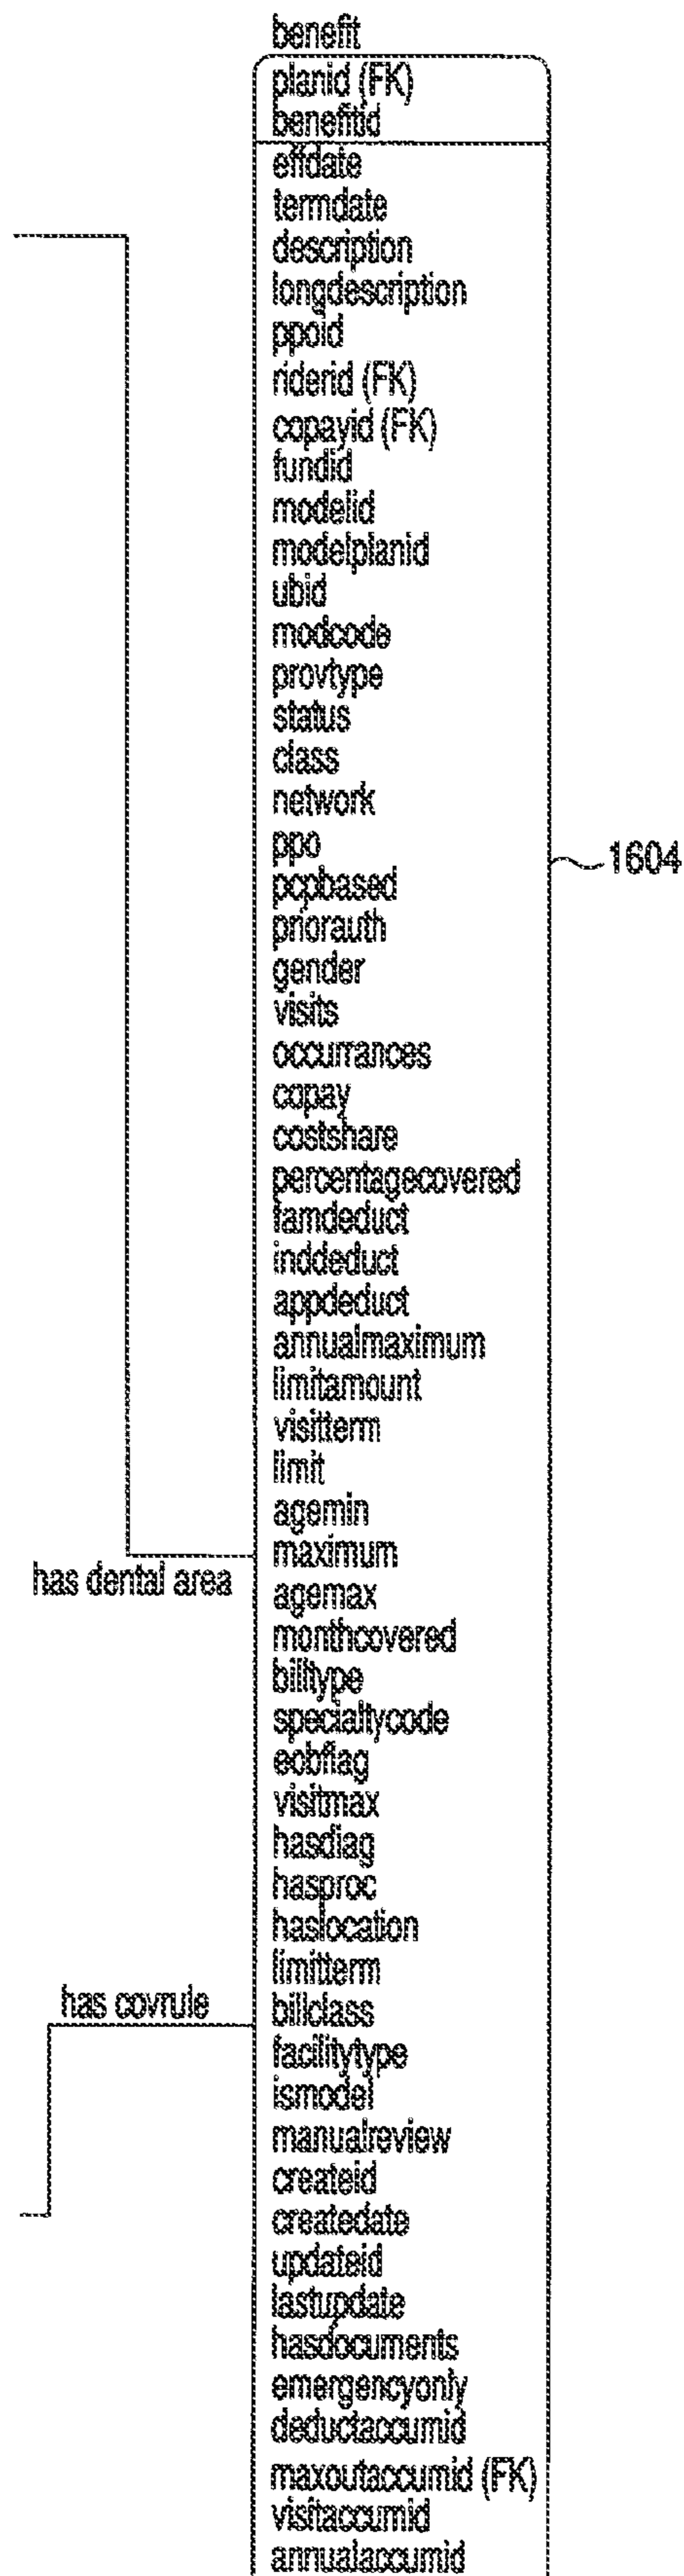 benefit
planid (FK)
benefitid
effdate
termdate
description
longdescription
ppoid
riderid (FK)
copayid (FK)
fundid
modelid
modelplanid
ubid
modcode
provtype
status
class
network
ppo
1604
pcpbased
priorauth
gender
visits
occurrances
copay
costshare
percentagecovered
famdeduct
inddeduct
appdeduct
annualmaximum
limitamount
visitterm
limit
agemin
maximum
has dental area
agemax
monthcovered
billtype
specialtycode
eobflag
visitmax
hasdiag
hasproc
haslocation
limitterm
has covrule
billclass
facilitytype
ismodel
manualreview
createid
createdate
updateid
lastupdate
hasdocuments
emergencyonly
deductaccumid
maxoutaccumid (FK)
visitaccumid
annualaccumid